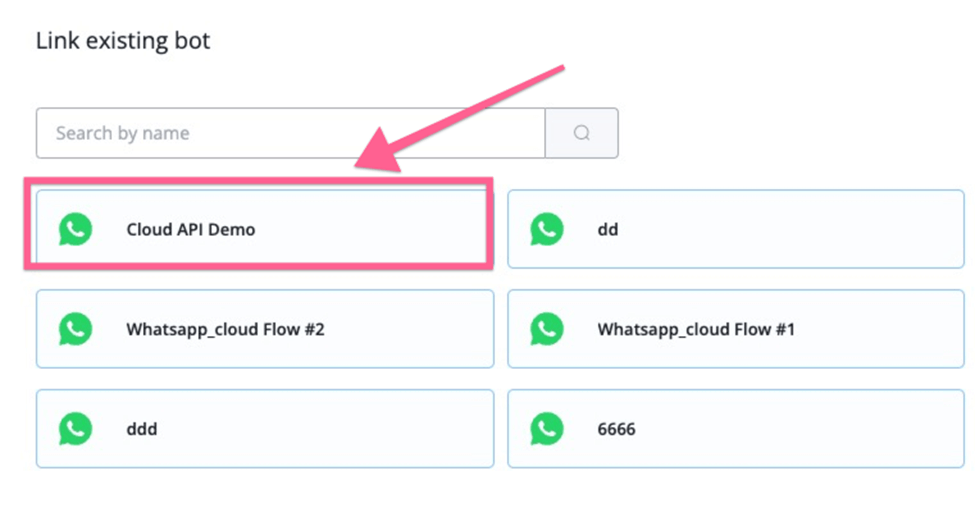 Link existing bot
Search by name
Cloud API Demo
dd
Whatsapp_cloud Flow #2
Whatsapp_cloud Flow #1
ddd
6666